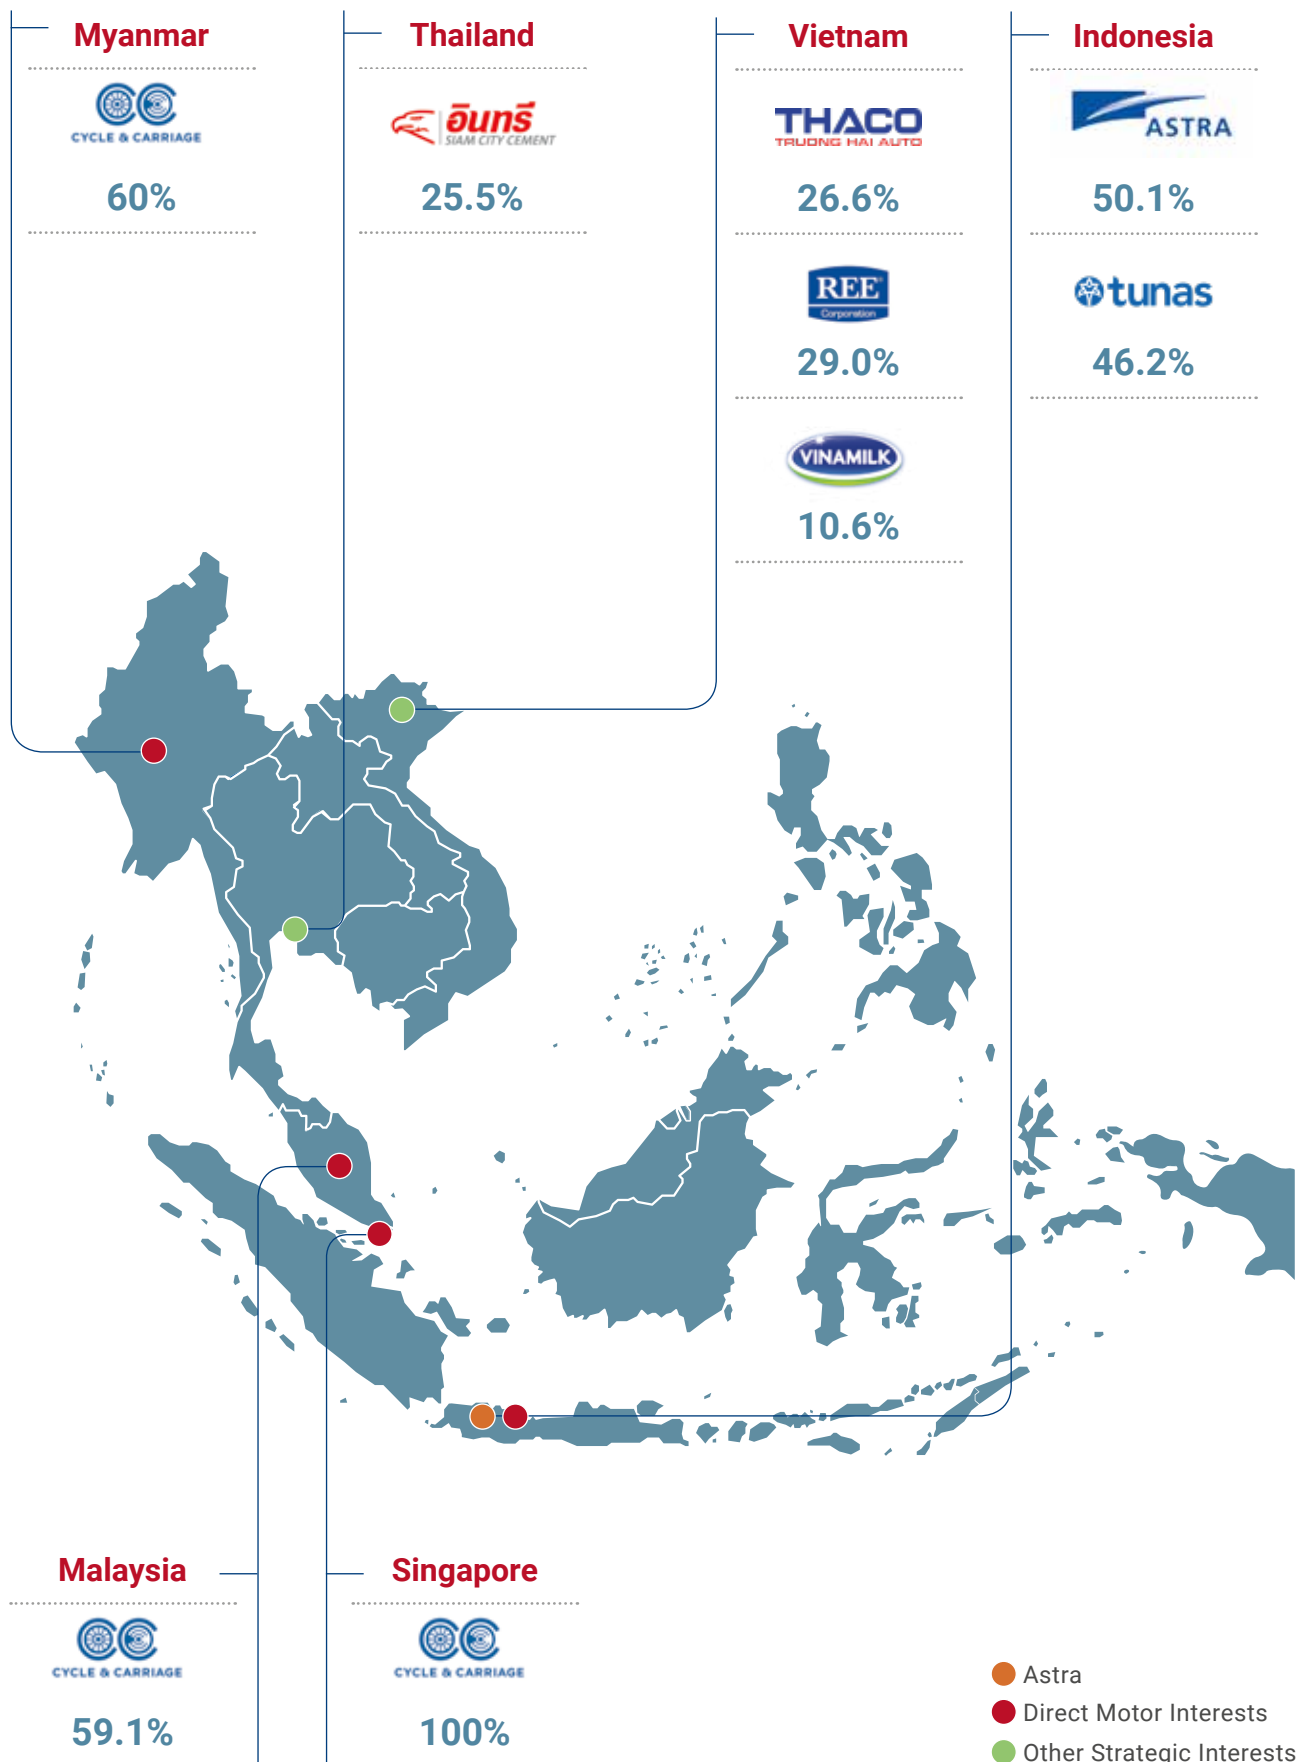 Myanmar
CYCLE & CARRIAGE
60%
Thailand
อินทรี
SIAM CITY CEMENT
25.5%
Vietnam
THACO
TRUONG HAI AUTO
26.6%
REE
Corporation
29.0%
VINAMILK
10.6%
Indonesia
ASTRA
50.1%
tunas
46.2%
Malaysia
CYCLE & CARRIAGE
59.1%
Singapore
CYCLE & CARRIAGE
100%
Astra
Direct Motor Interests
Other Strategic Interests